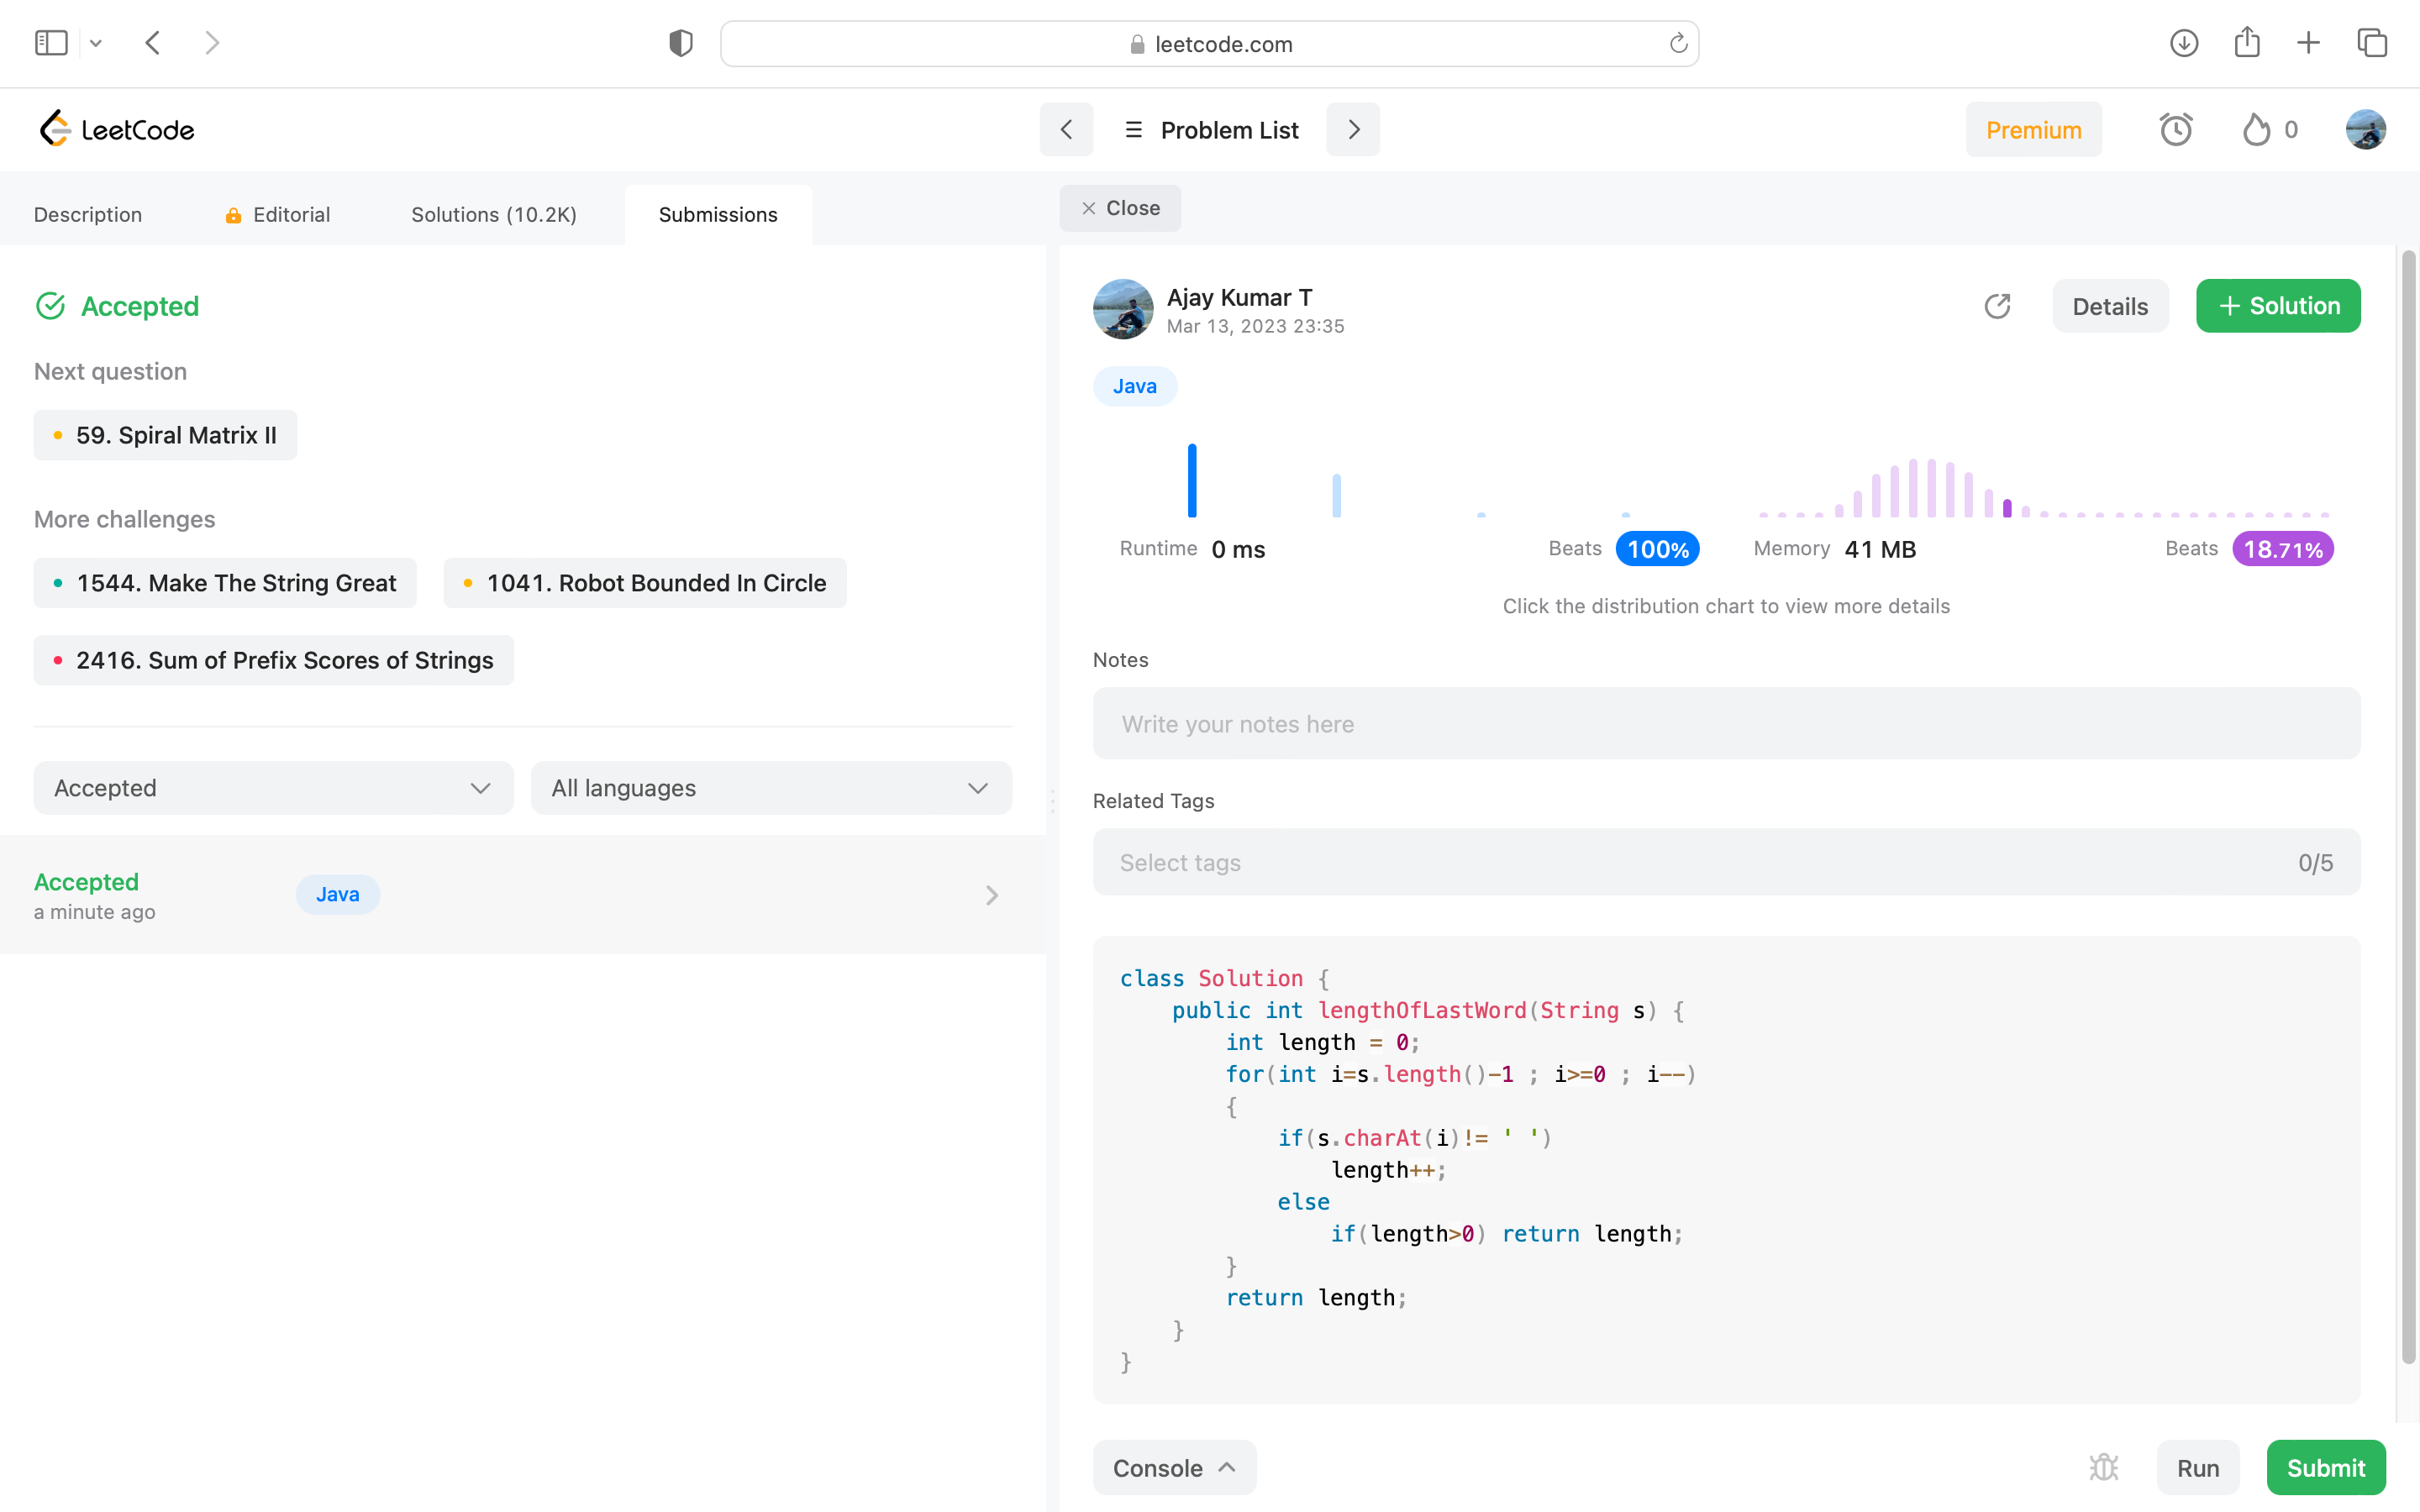 leetcode.com
LeetCode
Problem List
Premium
0
Description
Editorial
Solutions (10.2K)
Submissions
Close
Accepted
Next question
59. Spiral Matrix II
More challenges
1544. Make The String Great
1041. Robot Bounded In Circle
2416. Sum of Prefix Scores of Strings
Accepted
All languages
Accepted
a minute ago
Java
Ajay Kumar T
Mar 13, 2023 23:35
Details
Solution
Java
Runtime 0 ms
Beats 100%
Memory 41 MB
Beats 18.71%
Click the distribution chart to view more details
Notes
Write your notes here
Related Tags
Select tags
0/5
class Solution {
    public int lengthOfLastWord(String s) {
        int length = 0;
        for(int i=s.length()-1 ; i>=0 ; i--)
        {
            if(s.charAt(i)!= ' ')
                length++;
            else
                if(length>0) return length;
        }
        return length;
    }
}
Console
Run
Submit